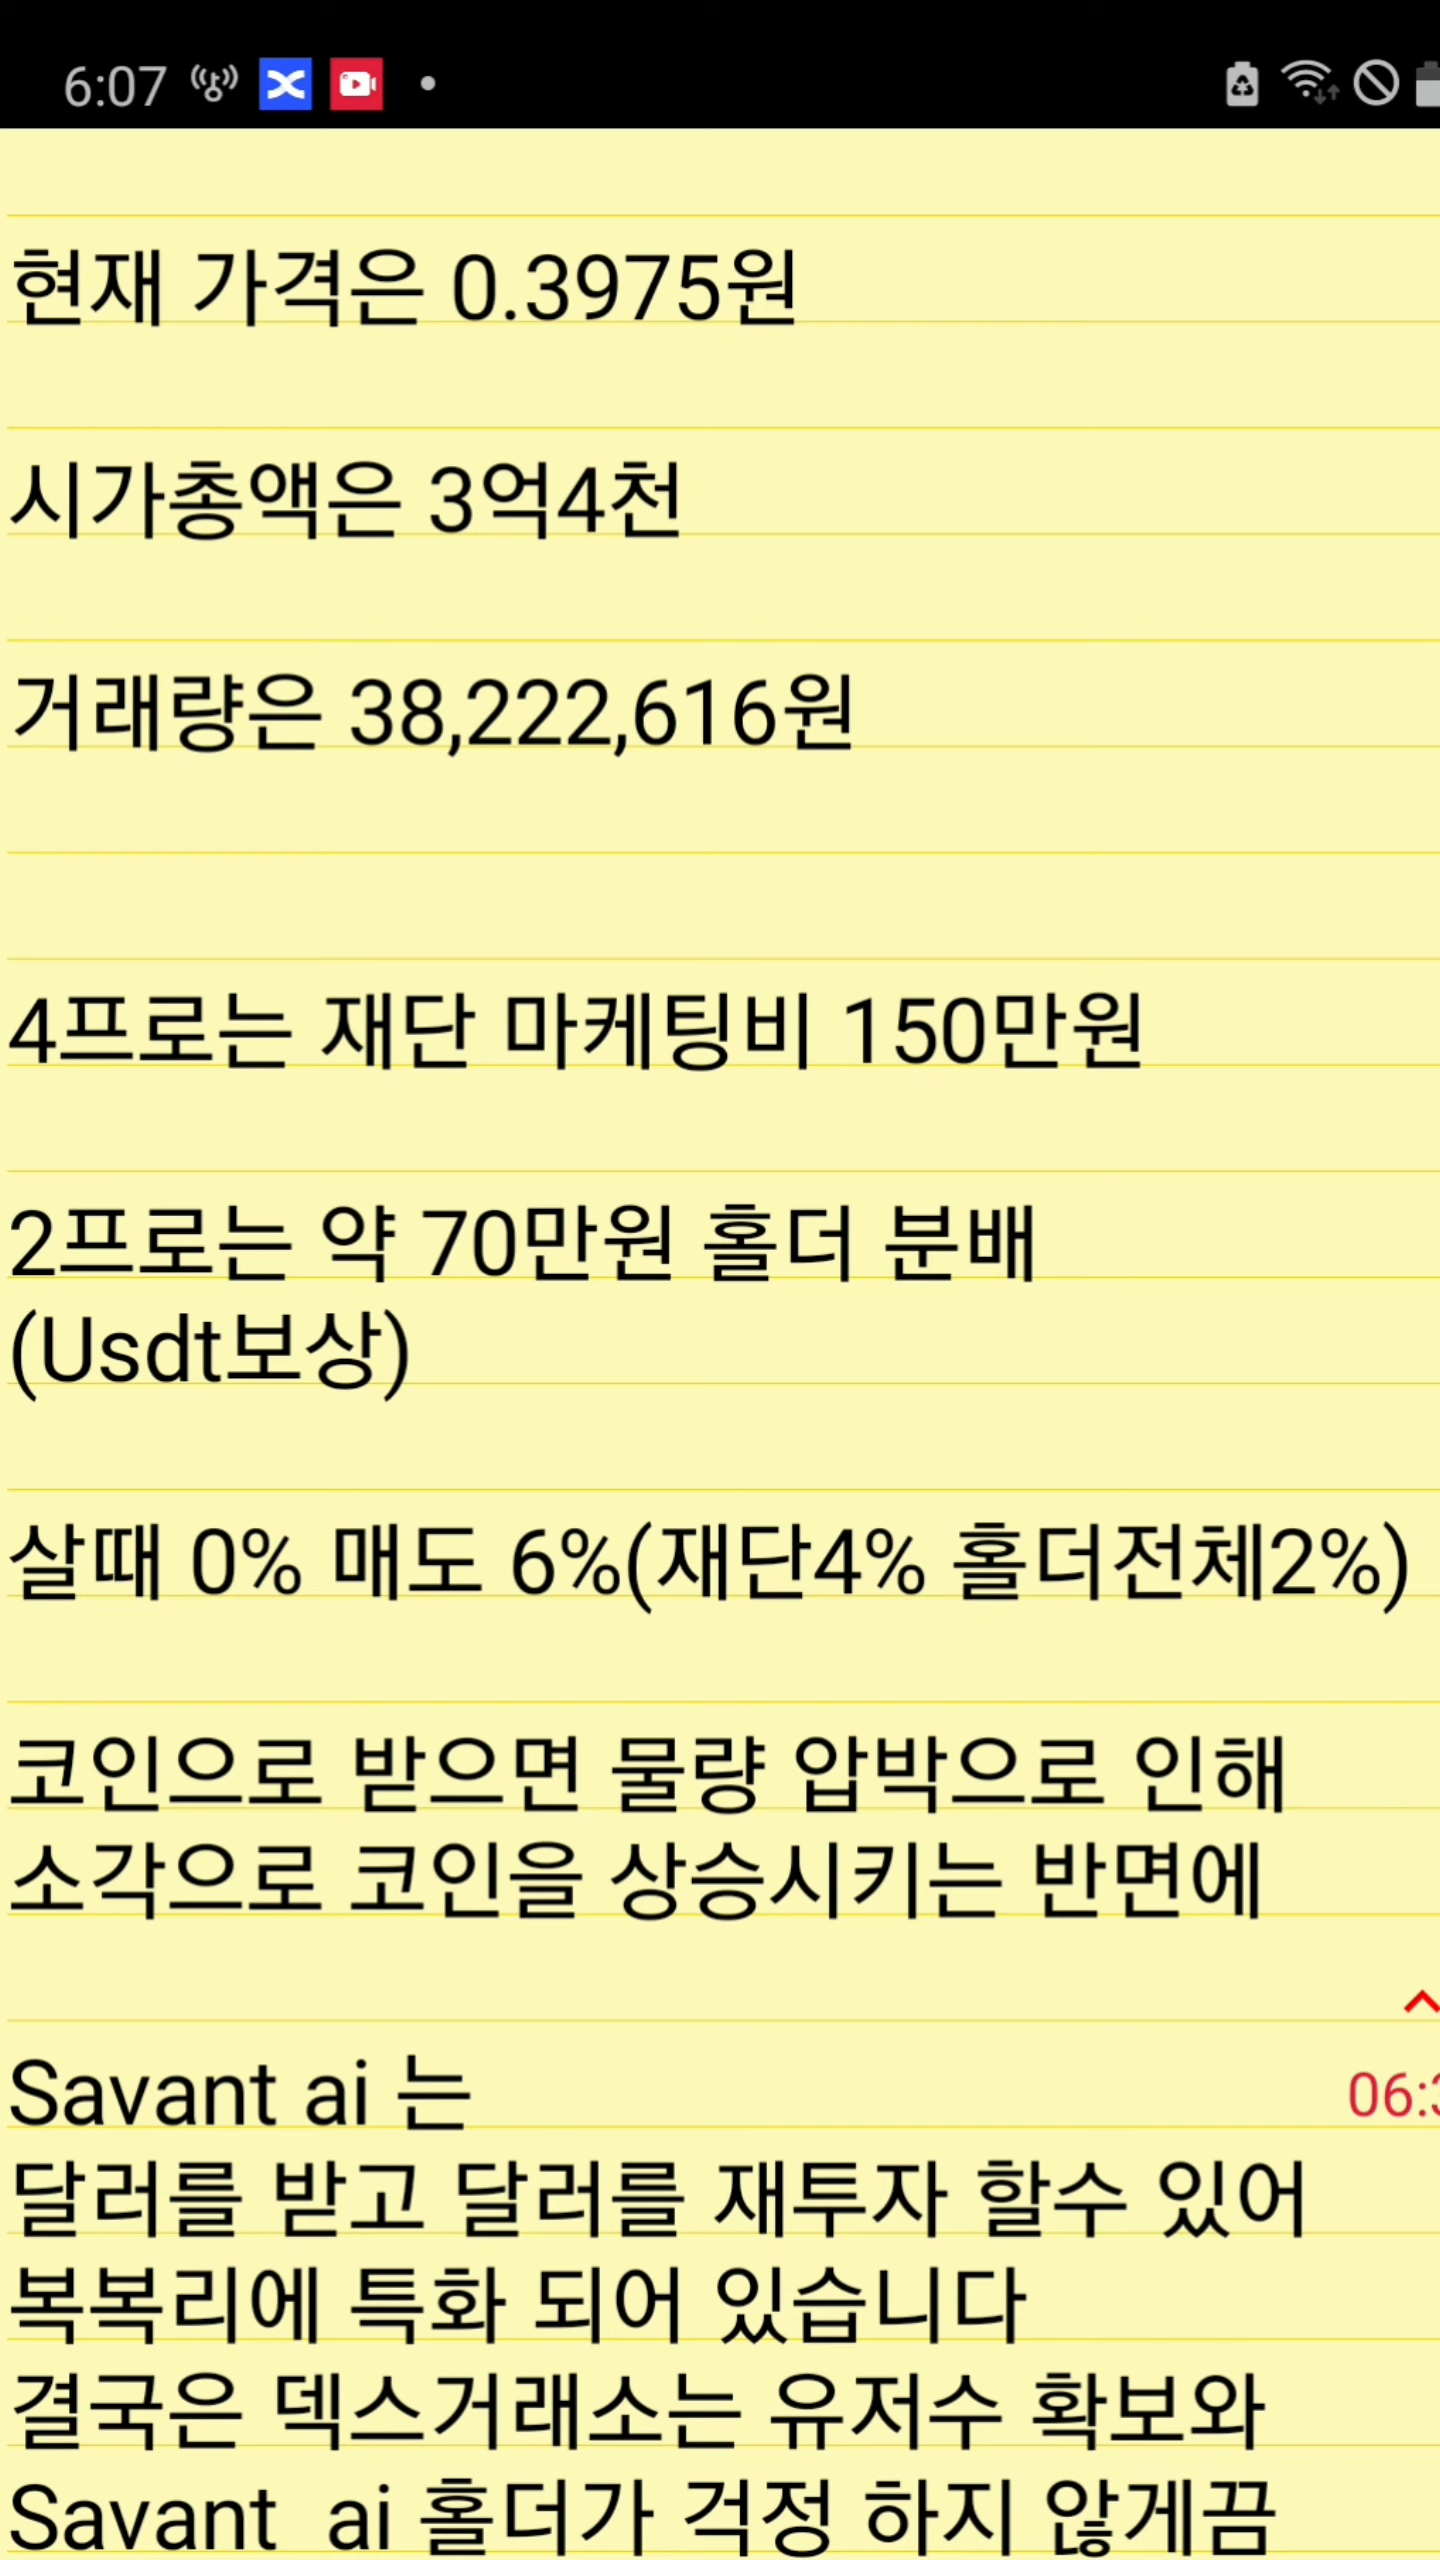 6:07
현재 가격은 0.3975원
시가총액은 3억4천
거래량은 38,222,616원
4프로는 재단 마케팅비 150만원
2프로는 약 70만원 홀더 분배
(Usdt보상)
살때 0% 매도 6%(재단4% 홀더전체2%)
코인으로 받으면 물량 압박으로 인해
소각으로 코인을 상승시키는 반면에
Savant ai 는
06:
달러를 받고 달러를 재투자 할수 있어
복복리에 특화 되어 있습니다
결국은 덱스거래소는 유저수 확보와
Savant ai 홀더가 걱정 하지 않게끔